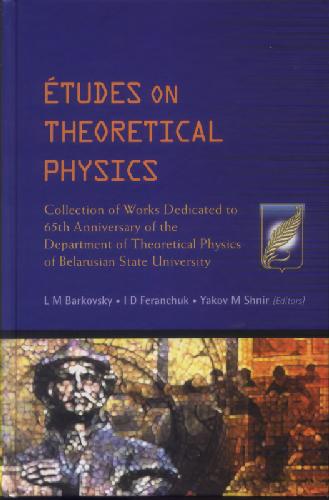 ÉTUDES ON
THEORETICAL
PHYSICS
Collection of Works Dedicated to
65th Anniversary of the
Department of Theoretical Physics
of Belarusian State University
L M Barkovsky • I D Feranchuk • Yakov M Shnir (Editors)